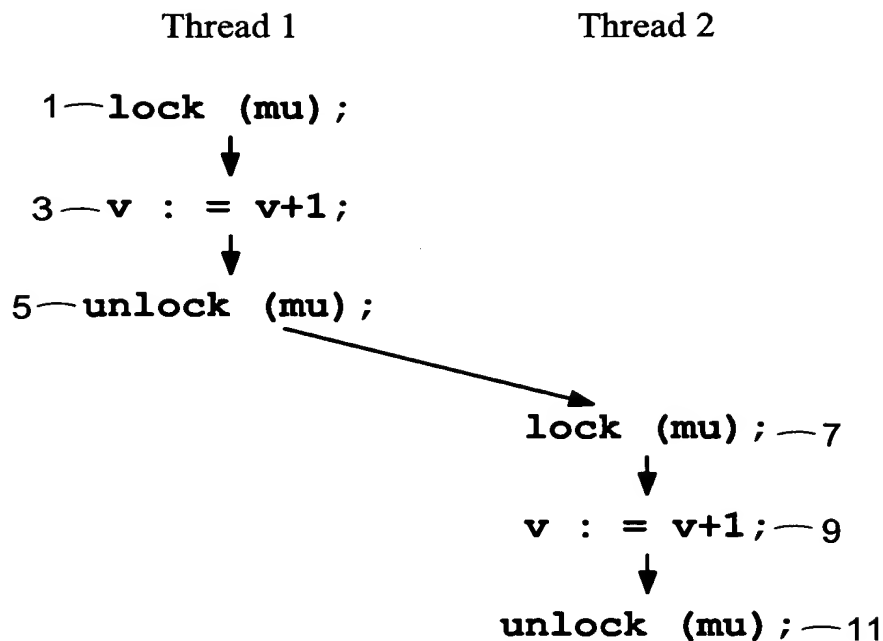 Thread 1 Thread 2
1 lock (mu);
3 v : = v+1;
5 unlock (mu);
lock (mu); 7
v : = v+1; 9
unlock (mu); 11